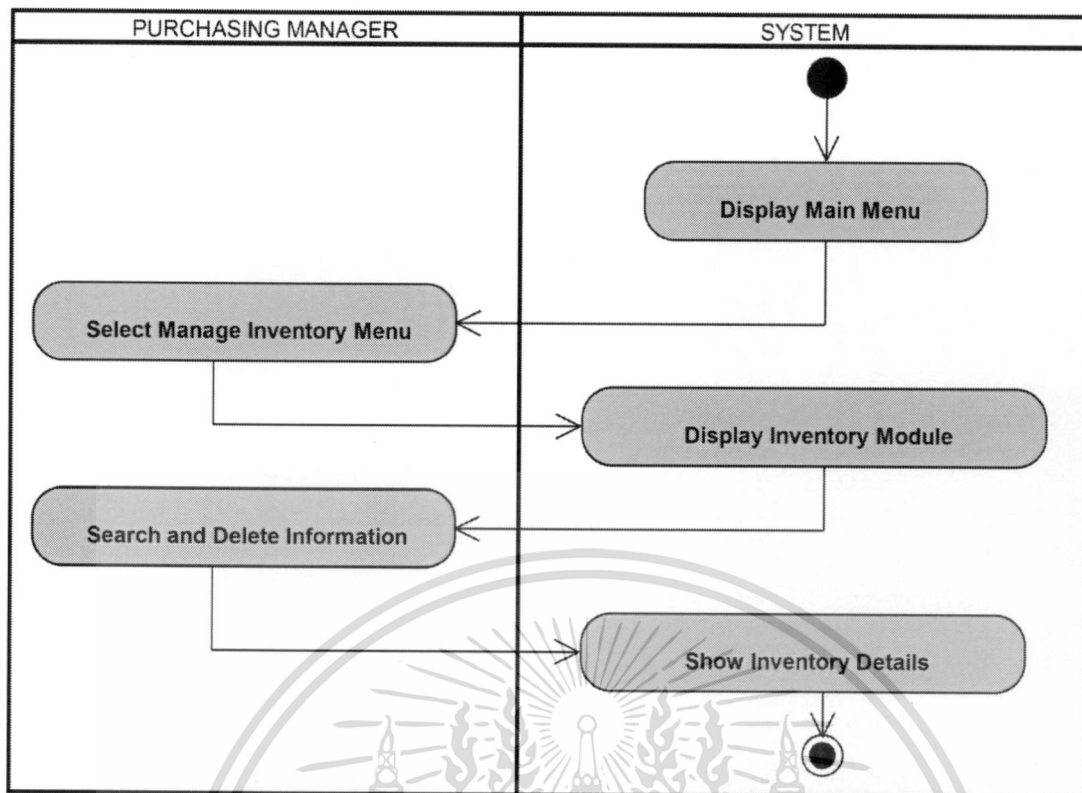 PURCHASING MANAGER
SYSTEM
Display Main Menu
Select Manage Inventory Menu
Display Inventory Module
Search and Delete Information
Show Inventory Details